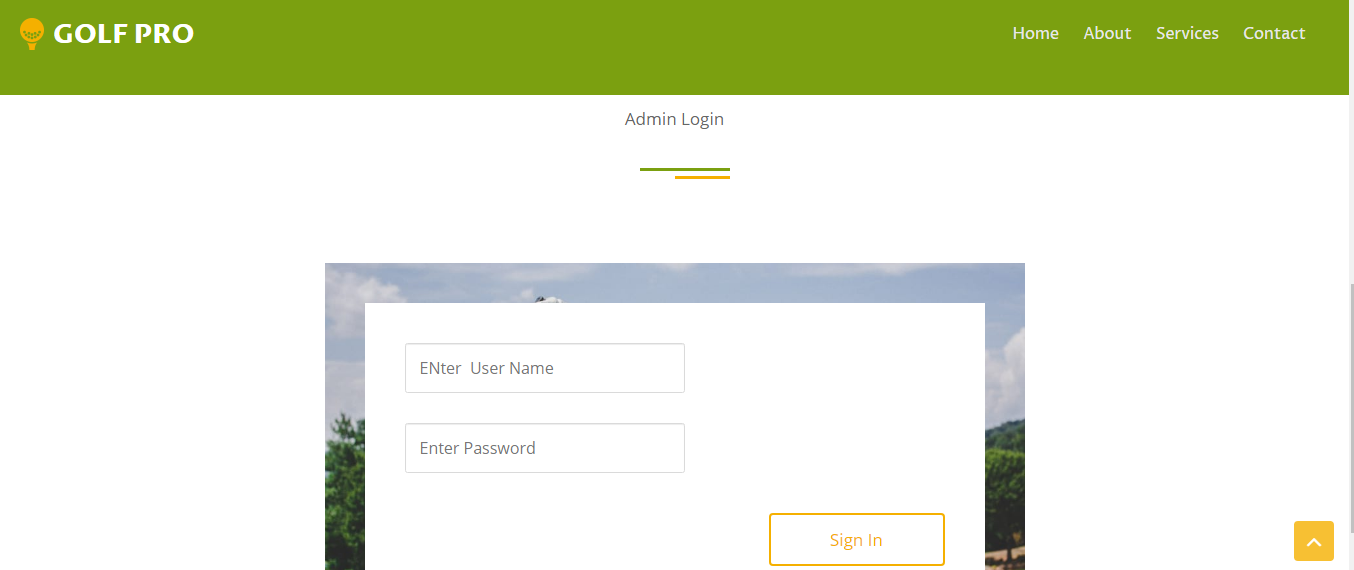 GOLF PRO Home About Services Contact
Admin Login
ENter  User Name
Enter Password
Sign In